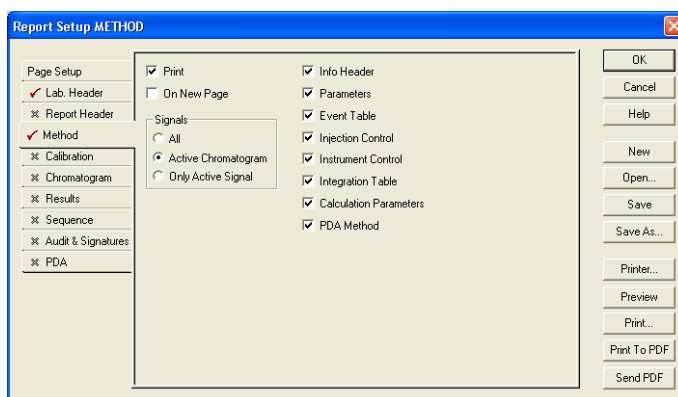 Report Setup METHOD
Page Setup
Lab. Header
Report Header
Method
Calibration
Chromatogram
Results
Sequence
Audit & Signatures
PDA
Print
On New Page
Signals
All
Active Chromatogram
Only Active Signal
Info Header
Parameters
Event Table
Injection Control
Instrument Control
Integration Table
Calculation Parameters
PDA Method
OK
Cancel
Help
New
Open...
Save
Save As...
Printer...
Preview
Print...
Print To PDF
Send PDF